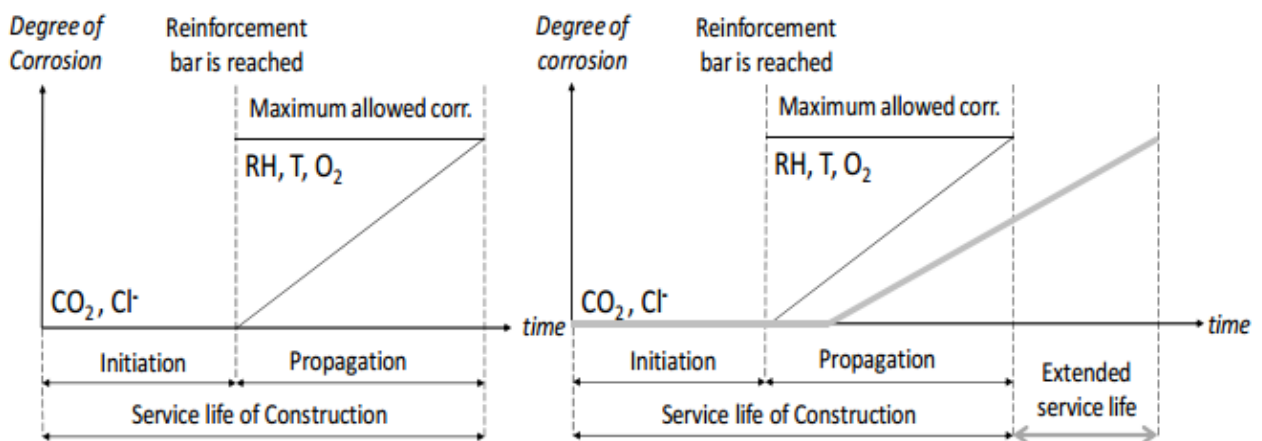 Degree of
Corrosion
Reinforcement
bar is reached
Maximum allowed corr.
RH, T, O₂
CO₂, Cl⁻
time
Initiation
Propagation
Service life of Construction
Degree of
corrosion
Reinforcement
bar is reached
Maximum allowed corr.
RH, T, O₂
CO₂, Cl⁻
time
Initiation
Propagation
Extended
service life
Service life of Construction